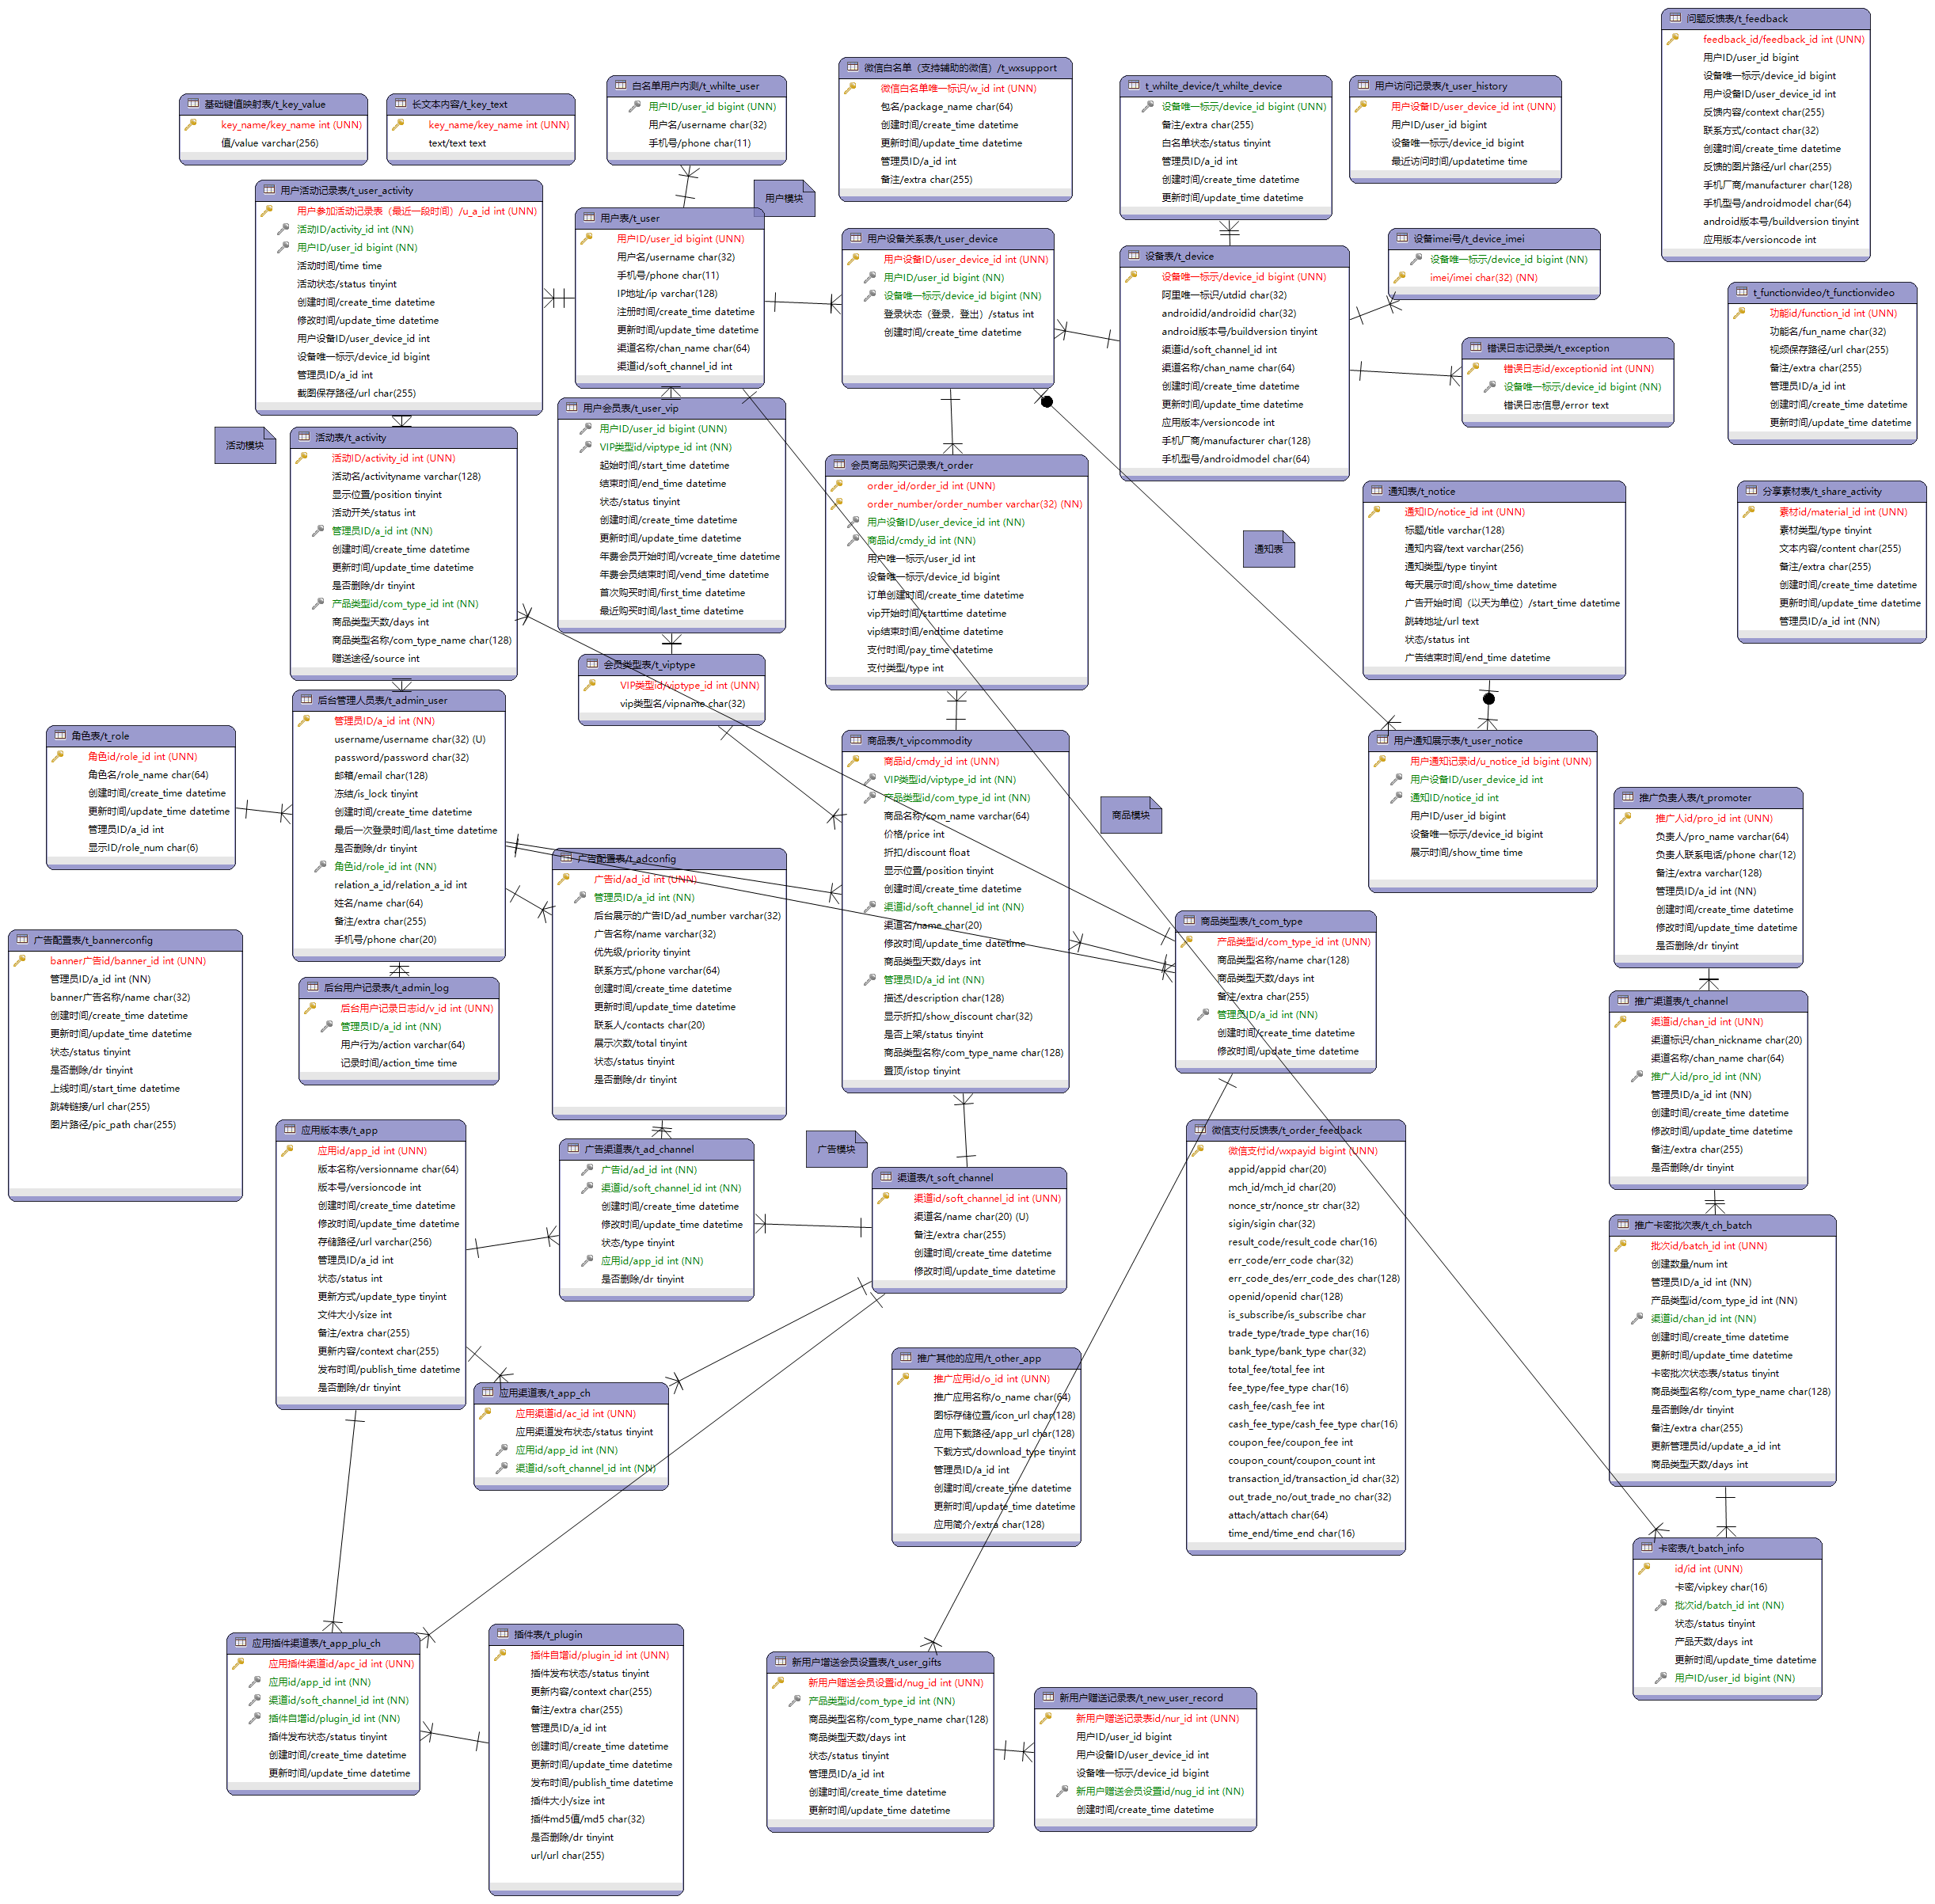 问题反馈表/t_feedback
feedback_id/feedback_id int (UNN)
用户ID/user_id bigint
设备唯一标示/device_id bigint
用户设备ID/user_device_id int
反馈内容/context char(255)
联系方式/contact char(32)
创建时间/create_time datetime
反馈的图片路径/url char(255)
手机厂商/manufacturer char(128)
手机型号/androidmodel char(64)
android版本号/buildversion tinyint
应用版本/versioncode int
基础键值映射表/t_key_value
key_name/key_name int (UNN)
值/value varchar(256)
长文本内容/t_key_text
key_name/key_name int (UNN)
text/text text
白名单用户内测/t_whilte_user
用户ID/user_id bigint (UNN)
用户名/username char(32)
手机号/phone char(11)
微信白名单（支持辅助的微信）/t_wxsupport
微信白名单唯一标识/w_id int (UNN)
包名/package_name char(64)
创建时间/create_time datetime
更新时间/update_time datetime
管理员ID/a_id int
备注/extra char(255)
t_whilte_device/t_whilte_device
设备唯一标示/device_id bigint (UNN)
备注/extra char(255)
白名单状态/status tinyint
管理员ID/a_id int
创建时间/create_time datetime
更新时间/update_time datetime
用户访问记录表/t_user_history
用户设备ID/user_device_id int (UNN)
用户ID/user_id bigint
设备唯一标示/device_id bigint
最近访问时间/updatetime time
用户活动记录表/t_user_activity
用户参加活动记录表（最近一段时间）/u_a_id int (UNN)
活动ID/activity_id int (NN)
用户ID/user_id bigint (NN)
活动时间/time time
活动状态/status tinyint
创建时间/create_time datetime
修改时间/update_time datetime
用户设备ID/user_device_id int
设备唯一标示/device_id bigint
管理员ID/a_id int
截图保存路径/url char(255)
用户模块
用户表/t_user
用户ID/user_id bigint (UNN)
用户名/username char(32)
手机号/phone char(11)
IP地址/ip varchar(128)
注册时间/create_time datetime
更新时间/update_time datetime
渠道名称/chan_name char(64)
渠道id/soft_channel_id int
用户设备关系表/t_user_device
用户设备ID/user_device_id int (UNN)
用户ID/user_id bigint (NN)
设备唯一标示/device_id bigint (NN)
登录状态（登录，登出）/status int
创建时间/create_time datetime
设备表/t_device
设备唯一标示/device_id bigint (UNN)
阿里唯一标识/utdid char(32)
androidid/androidid char(32)
android版本号/buildversion tinyint
渠道id/soft_channel_id int
渠道名称/chan_name char(64)
创建时间/create_time datetime
更新时间/update_time datetime
应用版本/versioncode int
手机厂商/manufacturer char(128)
手机型号/androidmodel char(64)
设备imei号/t_device_imei
设备唯一标示/device_id bigint (NN)
imei/imei char(32) (NN)
错误日志记录类/t_exception
错误日志id/exceptionid int (UNN)
设备唯一标示/device_id bigint (NN)
错误日志信息/error text
t_functionvideo/t_functionvideo
功能id/function_id int (UNN)
功能名/fun_name char(32)
视频保存路径/url char(255)
备注/extra char(255)
管理员ID/a_id int
创建时间/create_time datetime
更新时间/update_time datetime
活动模块
活动表/t_activity
活动ID/activity_id int (UNN)
活动名/activityname varchar(128)
显示位置/position tinyint
活动开关/status int
管理员ID/a_id int (NN)
创建时间/create_time datetime
更新时间/update_time datetime
是否删除/dr tinyint
产品类型id/com_type_id int (NN)
商品类型天数/days int
商品类型名称/com_type_name char(128)
赠送途径/source int
用户会员表/t_user_vip
用户ID/user_id bigint (UNN)
VIP类型id/viptype_id int (NN)
起始时间/start_time datetime
结束时间/end_time datetime
状态/status tinyint
创建时间/create_time datetime
更新时间/update_time datetime
年费会员开始时间/vcreate_time datetime
年费会员结束时间/vend_time datetime
首次购买时间/first_time datetime
最近购买时间/last_time datetime
会员商品购买记录表/t_order
order_id/order_id int (UNN)
order_number/order_number varchar(32) (NN)
用户设备ID/user_device_id int (NN)
商品id/cmdy_id int (NN)
用户唯一标示/user_id int
设备唯一标示/device_id bigint
订单创建时间/create_time datetime
vip开始时间/starttime datetime
vip结束时间/endtime datetime
支付时间/pay_time datetime
支付类型/type int
通知表
通知表/t_notice
通知ID/notice_id int (UNN)
标题/title varchar(128)
通知内容/text varchar(256)
通知类型/type tinyint
每天展示时间/show_time datetime
广告开始时间（以天为单位）/start_time datetime
跳转地址/url text
状态/status int
广告结束时间/end_time datetime
分享素材表/t_share_activity
素材id/material_id int (UNN)
素材类型/type tinyint
文本内容/content char(255)
备注/extra char(255)
创建时间/create_time datetime
更新时间/update_time datetime
管理员ID/a_id int (NN)
会员类型表/t_viptype
VIP类型id/viptype_id int (UNN)
vip类型名/vipname char(32)
后台管理人员表/t_admin_user
管理员ID/a_id int (NN)
username/username char(32) (U)
password/password char(32)
邮箱/email char(128)
冻结/is_lock tinyint
创建时间/create_time datetime
最后一次登录时间/last_time datetime
是否删除/dr tinyint
角色id/role_id int (NN)
relation_a_id/relation_a_id int
姓名/name char(64)
备注/extra char(255)
手机号/phone char(20)
角色表/t_role
角色id/role_id int (UNN)
角色名/role_name char(64)
创建时间/create_time datetime
更新时间/update_time datetime
管理员ID/a_id int
显示ID/role_num char(6)
商品表/t_vipcommodity
商品id/cmdy_id int (UNN)
VIP类型id/viptype_id int (NN)
产品类型id/com_type_id int (NN)
商品名称/com_name varchar(64)
价格/price int
折扣/discount float
显示位置/position tinyint
创建时间/create_time datetime
渠道id/soft_channel_id int (NN)
渠道名/name char(20)
修改时间/update_time datetime
商品类型天数/days int
管理员ID/a_id int (NN)
描述/description char(128)
显示折扣/show_discount char(32)
是否上架/status tinyint
商品类型名称/com_type_name char(128)
置顶/istop tinyint
用户通知展示表/t_user_notice
用户通知记录id/u_notice_id bigint (UNN)
用户设备ID/user_device_id int
通知ID/notice_id int
用户ID/user_id bigint
设备唯一标示/device_id bigint
展示时间/show_time time
商品模块
推广负责人表/t_promoter
推广人id/pro_id int (UNN)
负责人/pro_name varchar(64)
负责人联系电话/phone char(12)
备注/extra varchar(128)
管理员ID/a_id int (NN)
创建时间/create_time datetime
修改时间/update_time datetime
是否删除/dr tinyint
广告配置表/t_adconfig
广告id/ad_id int (UNN)
管理员ID/a_id int (NN)
后台展示的广告ID/ad_number varchar(32)
广告名称/name varchar(32)
优先级/priority tinyint
联系方式/phone varchar(64)
创建时间/create_time datetime
更新时间/update_time datetime
联系人/contacts char(20)
展示次数/total tinyint
状态/status tinyint
是否删除/dr tinyint
商品类型表/t_com_type
产品类型id/com_type_id int (UNN)
商品类型名称/name char(128)
商品类型天数/days int
备注/extra char(255)
管理员ID/a_id int (NN)
创建时间/create_time datetime
修改时间/update_time datetime
广告配置表/t_bannerconfig
banner广告id/banner_id int (UNN)
管理员ID/a_id int (NN)
banner广告名称/name char(32)
创建时间/create_time datetime
更新时间/update_time datetime
状态/status tinyint
是否删除/dr tinyint
上线时间/start_time datetime
跳转链接/url char(255)
图片路径/pic_path char(255)
后台用户记录表/t_admin_log
后台用户记录日志id/v_id int (UNN)
管理员ID/a_id int (NN)
用户行为/action varchar(64)
记录时间/action_time time
推广渠道表/t_channel
渠道id/chan_id int (UNN)
渠道标识/chan_nickname char(20)
渠道名称/chan_name char(64)
推广人id/pro_id int (NN)
管理员ID/a_id int (NN)
创建时间/create_time datetime
修改时间/update_time datetime
备注/extra char(255)
是否删除/dr tinyint
应用版本表/t_app
应用id/app_id int (UNN)
版本名称/versionname char(64)
版本号/versioncode int
创建时间/create_time datetime
修改时间/update_time datetime
存储路径/url varchar(256)
管理员ID/a_id int
状态/status int
更新方式/update_type tinyint
文件大小/size int
备注/extra char(255)
更新内容/context char(255)
发布时间/publish_time datetime
是否删除/dr tinyint
广告渠道表/t_ad_channel
广告id/ad_id int (NN)
渠道id/soft_channel_id int (NN)
创建时间/create_time datetime
修改时间/update_time datetime
状态/type tinyint
应用id/app_id int (NN)
是否删除/dr tinyint
广告模块
渠道表/t_soft_channel
渠道id/soft_channel_id int (UNN)
渠道名/name char(20) (U)
备注/extra char(255)
创建时间/create_time datetime
修改时间/update_time datetime
微信支付反馈表/t_order_feedback
微信支付id/wxpayid bigint (UNN)
appid/appid char(20)
mch_id/mch_id char(20)
nonce_str/nonce_str char(32)
sigin/sigin char(32)
result_code/result_code char(16)
err_code/err_code char(32)
err_code_des/err_code_des char(128)
openid/openid char(128)
is_subscribe/is_subscribe char
trade_type/trade_type char(16)
bank_type/bank_type char(32)
total_fee/total_fee int
fee_type/fee_type char(16)
cash_fee/cash_fee int
cash_fee_type/cash_fee_type char(16)
coupon_fee/coupon_fee int
coupon_count/coupon_count int
transaction_id/transaction_id char(32)
out_trade_no/out_trade_no char(32)
attach/attach char(64)
time_end/time_end char(16)
推广卡密批次表/t_ch_batch
批次id/batch_id int (UNN)
创建数量/num int
管理员ID/a_id int (NN)
产品类型id/com_type_id int (NN)
渠道id/chan_id int (NN)
创建时间/create_time datetime
更新时间/update_time datetime
卡密批次状态表/status tinyint
商品类型名称/com_type_name char(128)
是否删除/dr tinyint
备注/extra char(255)
更新管理员id/update_a_id int
商品类型天数/days int
推广其他的应用/t_other_app
推广应用id/o_id int (UNN)
推广应用名称/o_name char(64)
图标存储位置/icon_url char(128)
应用下载路径/app_url char(128)
下载方式/download_type tinyint
管理员ID/a_id int
创建时间/create_time datetime
更新时间/update_time datetime
应用简介/extra char(128)
应用渠道表/t_app_ch
应用渠道id/ac_id int (UNN)
应用渠道发布状态/status tinyint
应用id/app_id int (NN)
渠道id/soft_channel_id int (NN)
卡密表/t_batch_info
id/id int (UNN)
卡密/vipkey char(16)
批次id/batch_id int (NN)
状态/status tinyint
产品天数/days int
更新时间/update_time datetime
用户ID/user_id bigint (NN)
应用插件渠道表/t_app_plu_ch
应用插件渠道id/apc_id int (UNN)
应用id/app_id int (NN)
渠道id/soft_channel_id int (NN)
插件自增id/plugin_id int (NN)
插件发布状态/status tinyint
创建时间/create_time datetime
更新时间/update_time datetime
插件表/t_plugin
插件自增id/plugin_id int (UNN)
插件发布状态/status tinyint
更新内容/context char(255)
备注/extra char(255)
管理员ID/a_id int
创建时间/create_time datetime
更新时间/update_time datetime
发布时间/publish_time datetime
插件大小/size int
插件md5值/md5 char(32)
是否删除/dr tinyint
url/url char(255)
新用户增送会员设置表/t_user_gifts
新用户赠送会员设置id/nug_id int (UNN)
产品类型id/com_type_id int (NN)
商品类型名称/com_type_name char(128)
商品类型天数/days int
状态/status tinyint
管理员ID/a_id int
创建时间/create_time datetime
更新时间/update_time datetime
新用户赠送记录表/t_new_user_record
新用户赠送记录表id/nur_id int (UNN)
用户ID/user_id bigint
用户设备ID/user_device_id int
设备唯一标示/device_id bigint
新用户赠送会员设置id/nug_id int (NN)
创建时间/create_time datetime